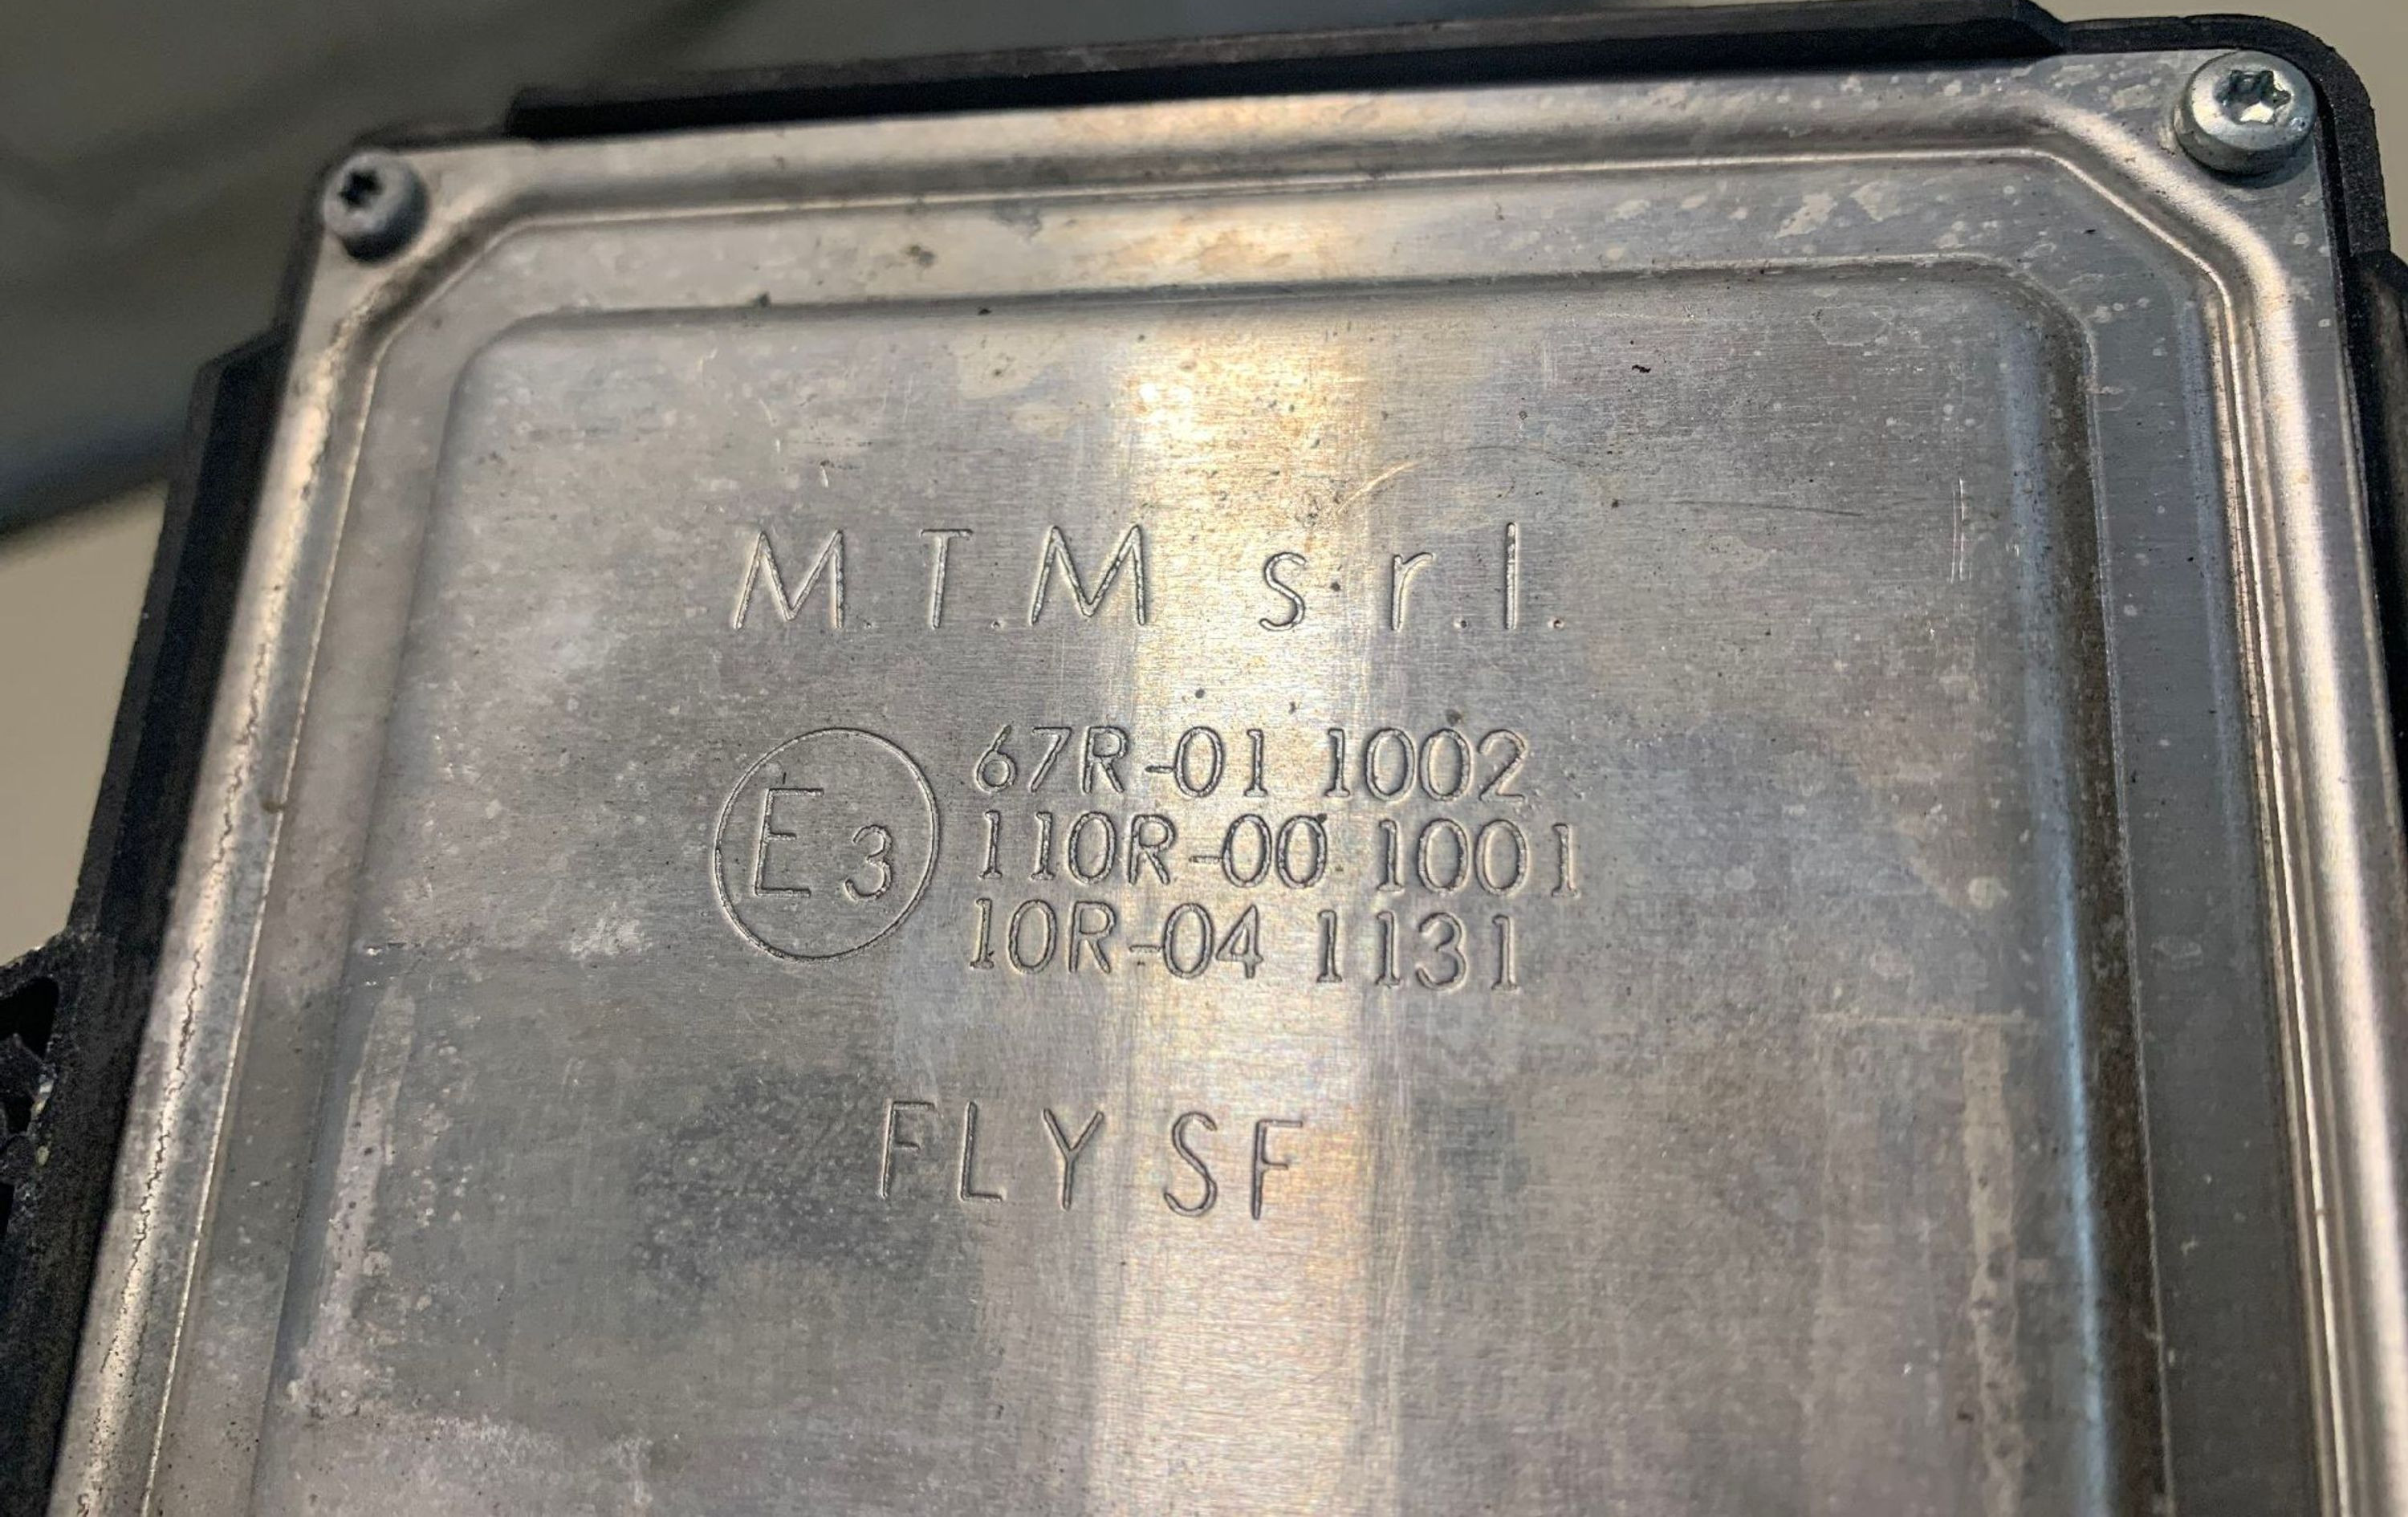 M.T.M s.r.l.
E3
67R-01 1002
110R-00 1001
10R-04 1131
FLY SF